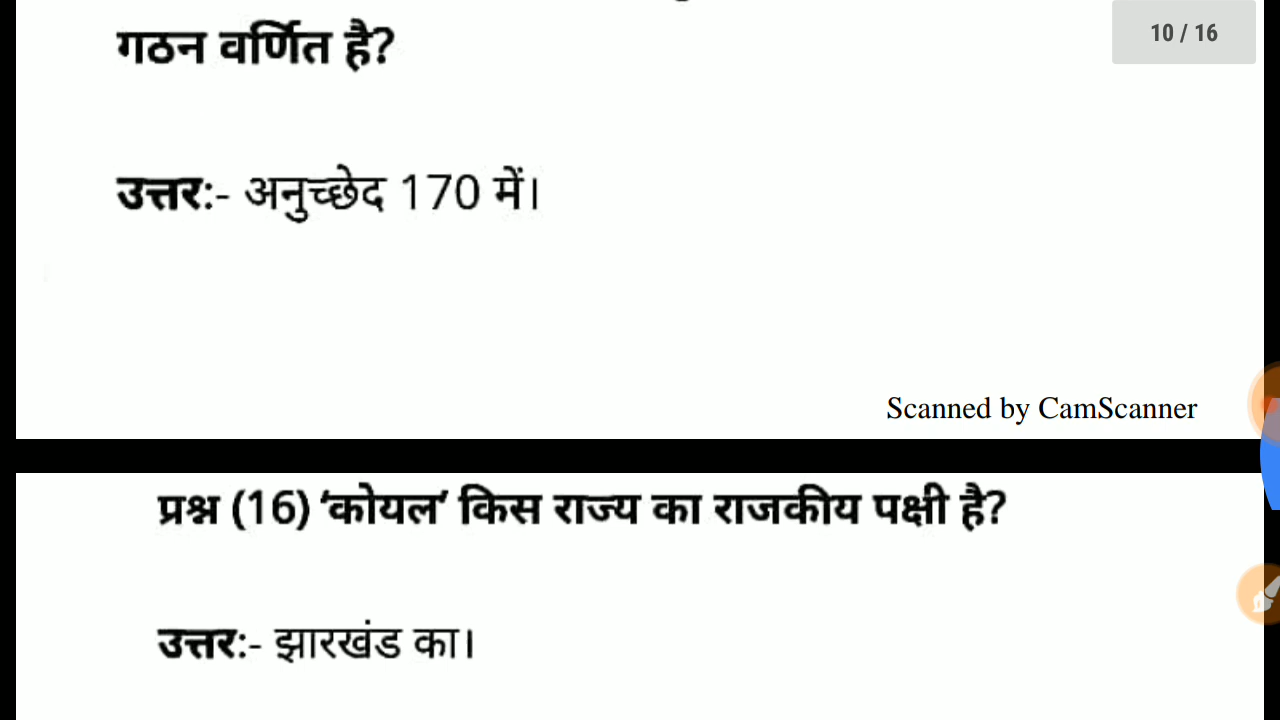 10 / 16
गठन वर्णित है?
उत्तरः- अनुच्छेद 170 में।
Scanned by CamScanner
प्रश्न (16) ‘कोयल’ किस राज्य का राजकीय पक्षी है?
उत्तरः- झारखंड का।